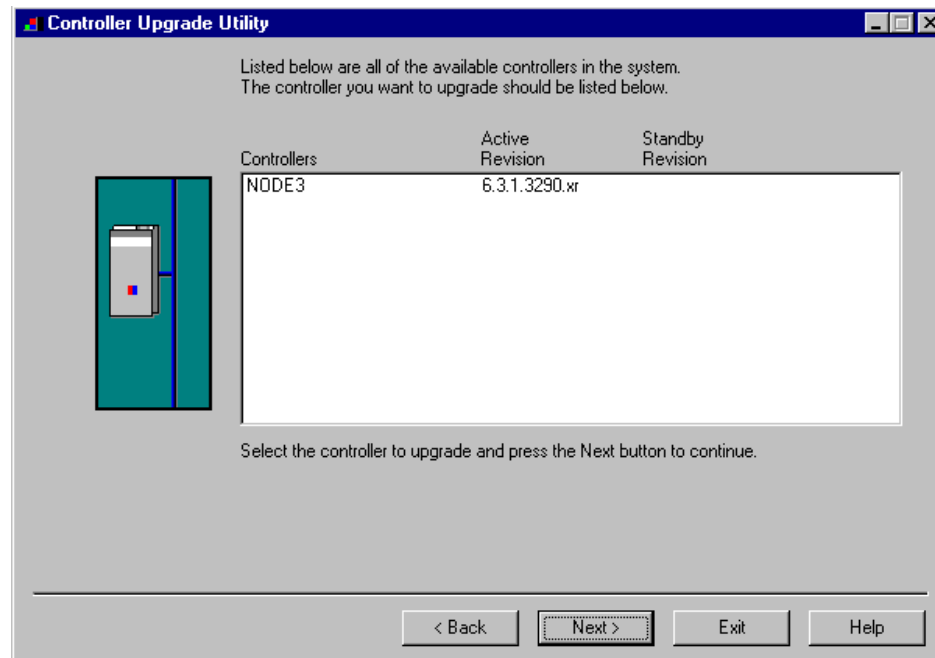 Controller Upgrade Utility
Listed below are all of the available controllers in the system.
The controller you want to upgrade should be listed below.
Controllers Active Revision Standby Revision
NODE3 6.3.1.3290.xr
Select the controller to upgrade and press the Next button to continue.
< Back Next > Exit Help